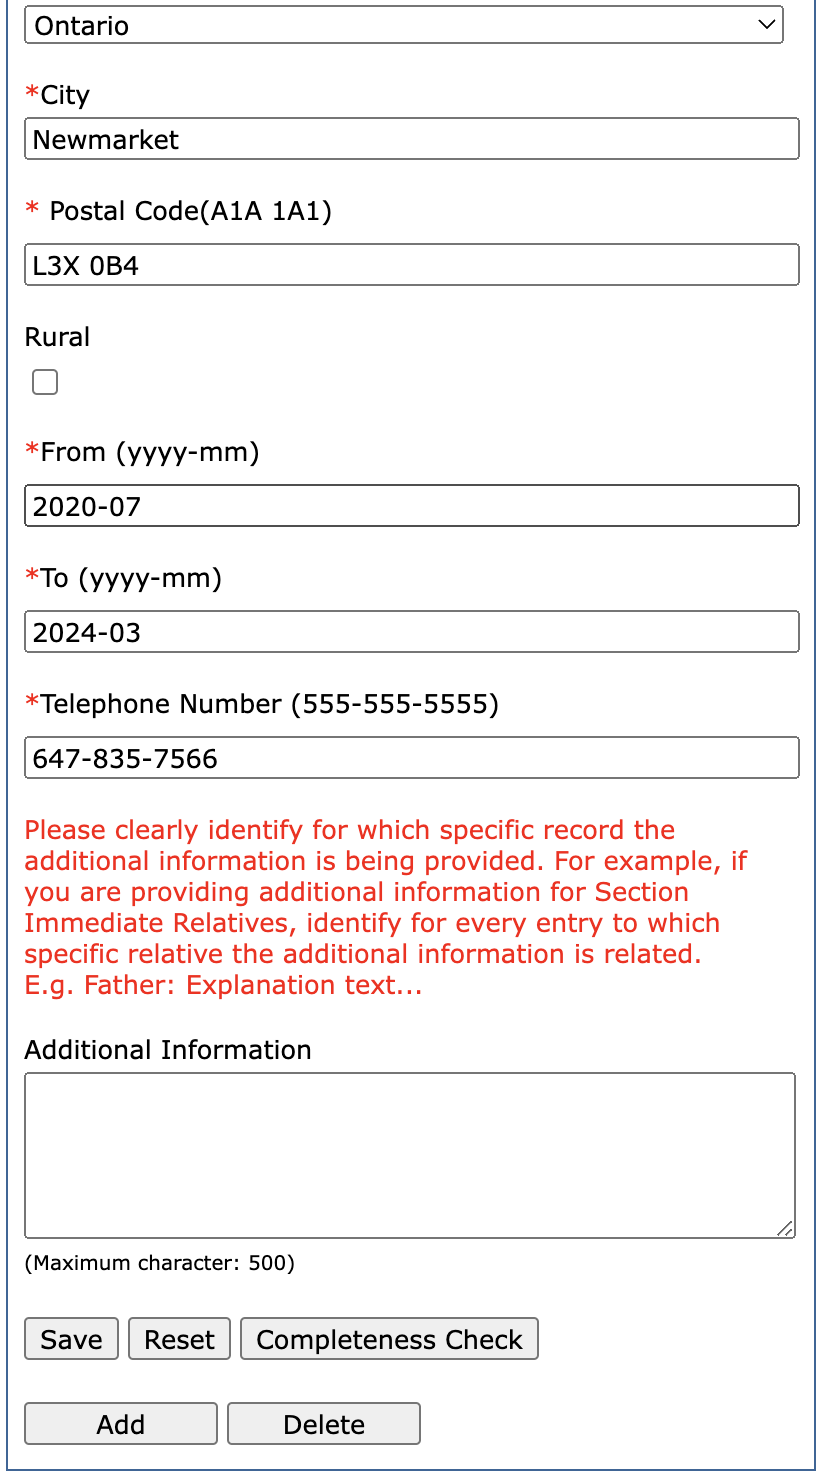 Ontario
*City
Newmarket
* Postal Code(A1A 1A1)
L3X 0B4
Rural
*From (yyyy-mm)
2020-07
*To (yyyy-mm)
2024-03
*Telephone Number (555-555-5555)
647-835-7566
Please clearly identify for which specific record the
additional information is being provided. For example, if
you are providing additional information for Section
Immediate Relatives, identify for every entry to which
specific relative the additional information is related.
E.g. Father: Explanation text...
Additional Information
(Maximum character: 500)
Save Reset Completeness Check
Add Delete